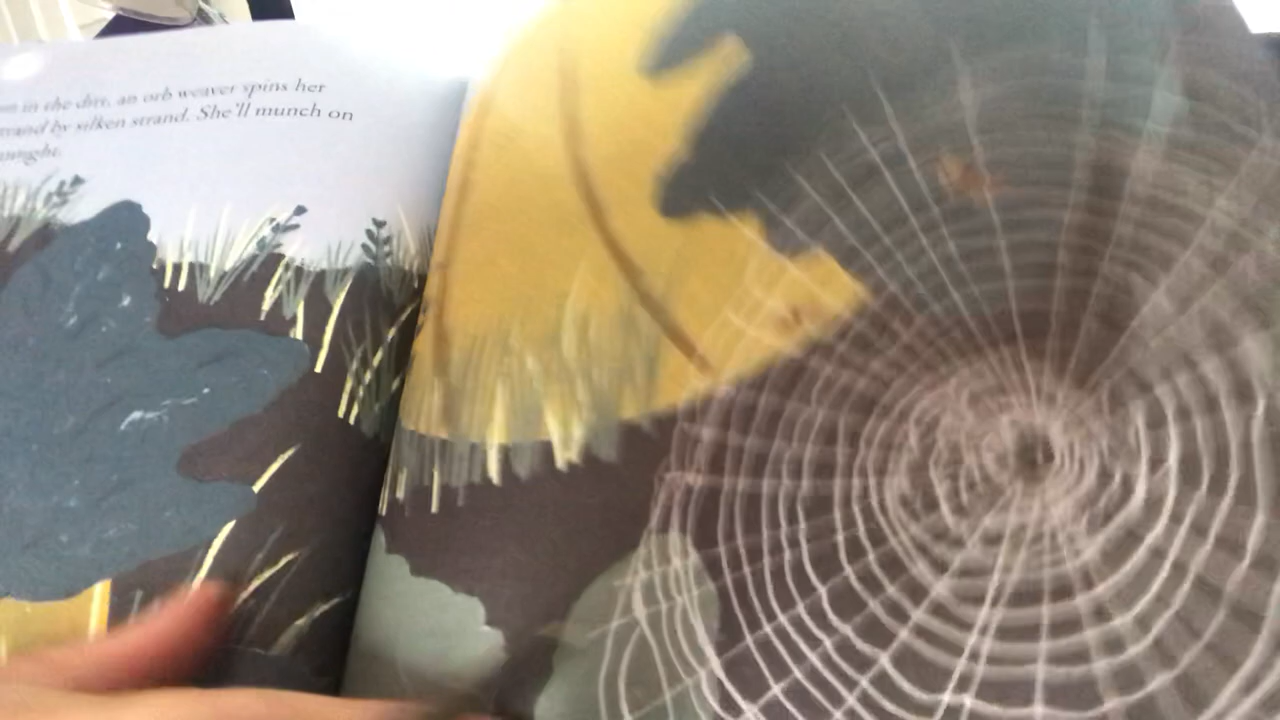 in the dirt, an orb weaver spins her
strand by silken strand. She'll munch on